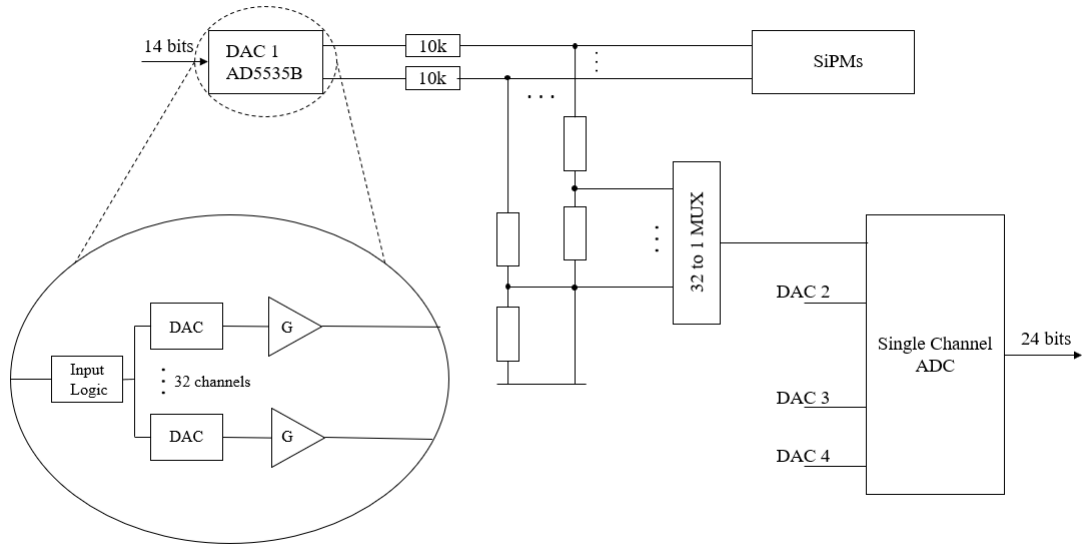 14 bits
DAC 1
AD5535B
10k
10k
SiPMs
32 to 1 MUX
DAC 2
DAC 3
DAC 4
Single Channel
ADC
24 bits
Input
Logic
DAC
G
32 channels
DAC
G